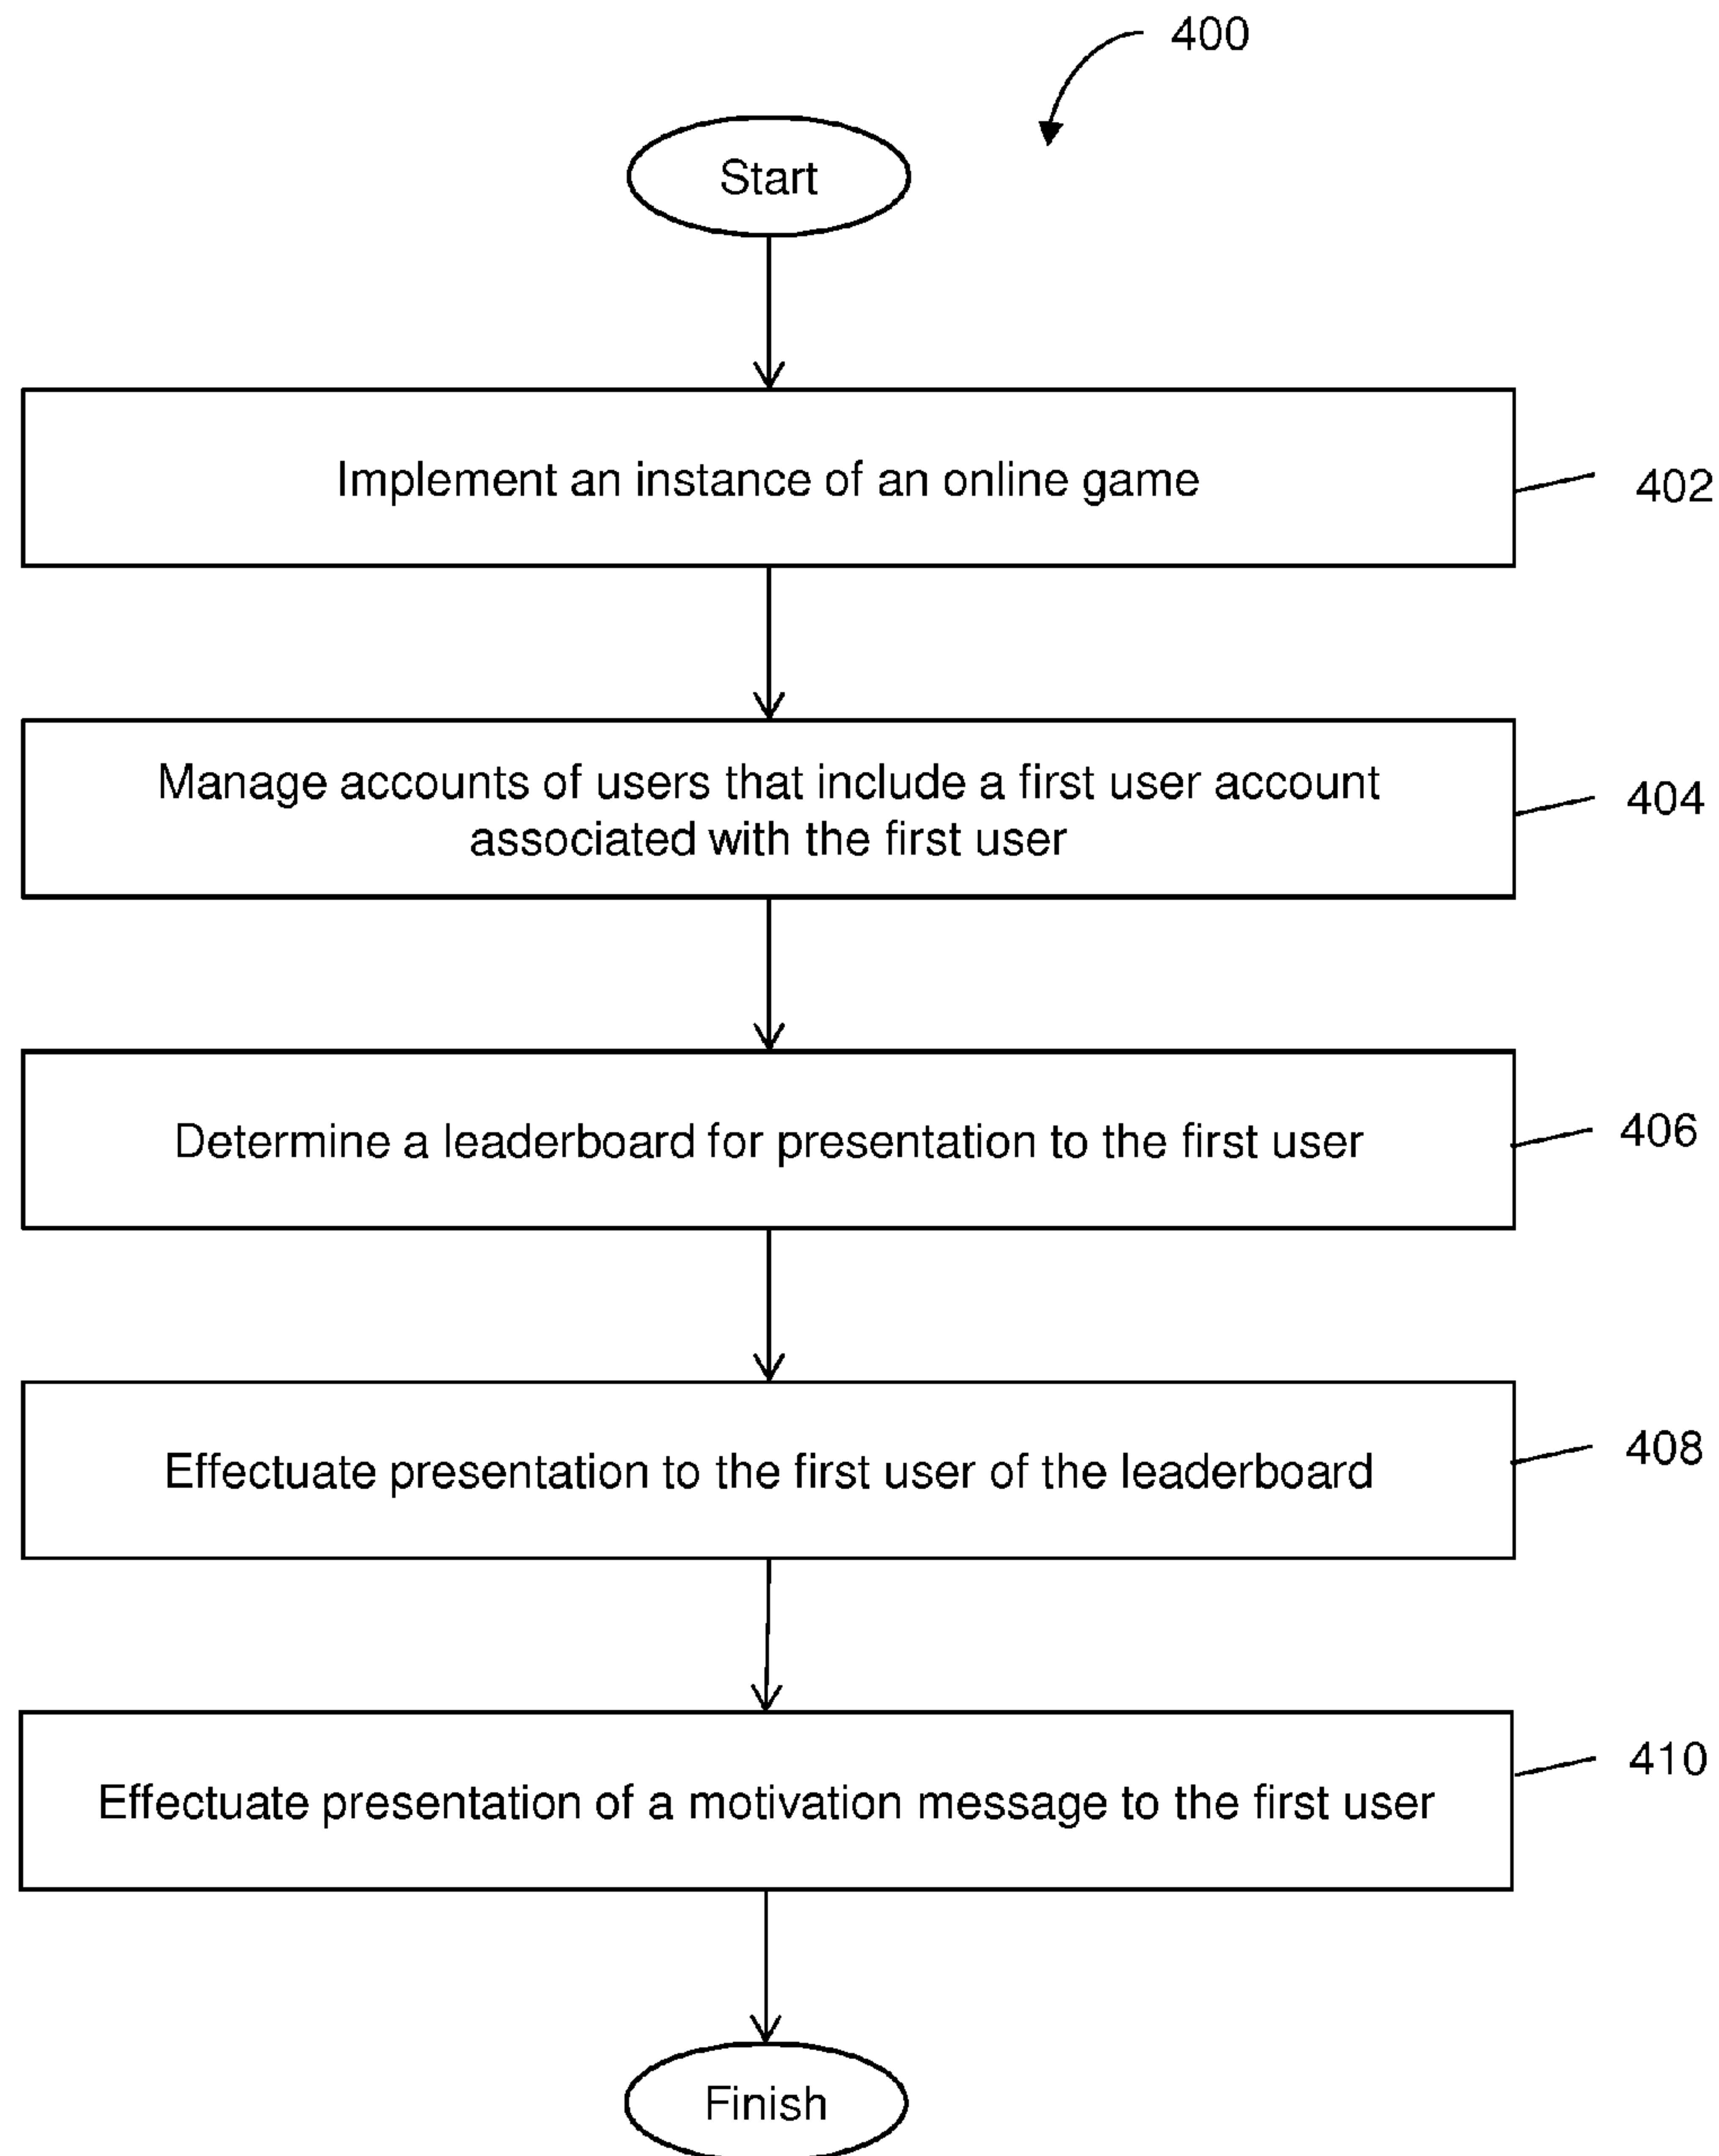 400
Start
Implement an instance of an online game
402
Manage accounts of users that include a first user account
associated with the first user
404
Determine a leaderboard for presentation to the first user
406
Effectuate presentation to the first user of the leaderboard
408
Effectuate presentation of a motivation message to the first user
410
Finish